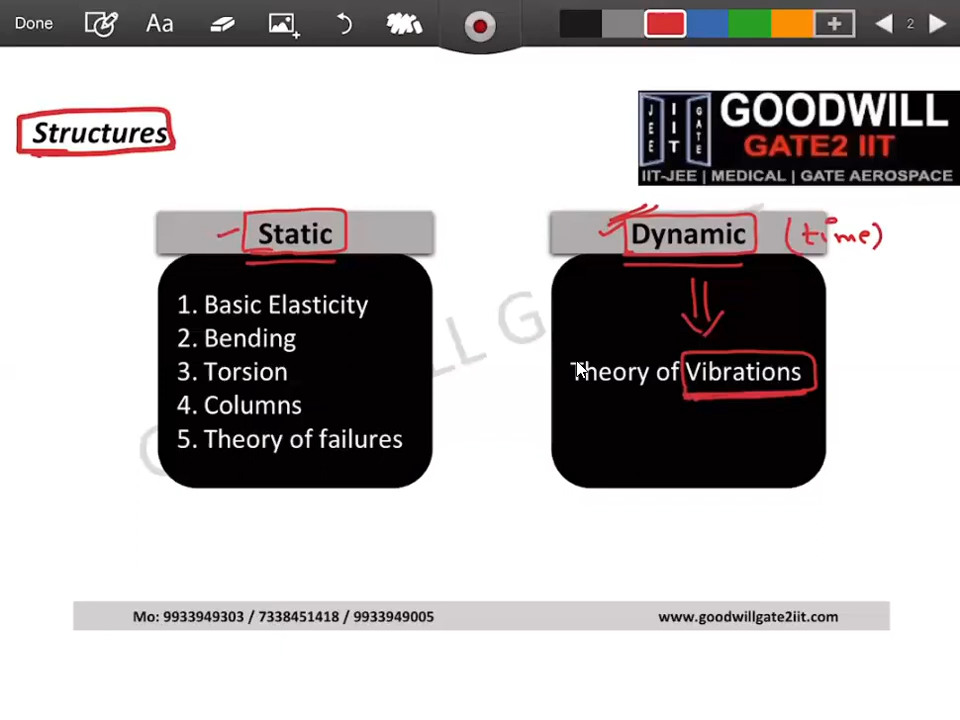 Done Aa 2
Structures
JEE IIT GATE
GOODWILL
GATE2 IIT
IIT-JEE | MEDICAL | GATE AEROSPACE
Static
Dynamic (time)
1. Basic Elasticity
2. Bending
3. Torsion
4. Columns
5. Theory of failures
Theory of Vibrations
Mo: 9933949303 / 7338451418 / 9933949005
www.goodwillgate2iit.com